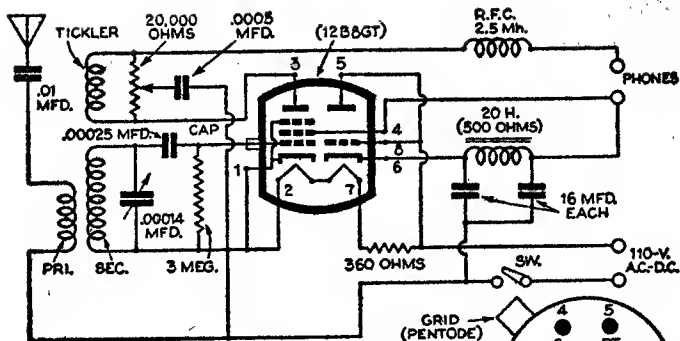 TICKLER
20,000
OHMS
.0005
MFD.
(12B8GT)
R.F.C.
2.5 Mh.
3
5
PHONES
.01
MFD.
.00025 MFD.
CAP
4
8
6
20 H.
(500 OHMS)
1
2
7
.00014
MFD.
16 MFD.
EACH
PRI.
SEC.
3 MEG.
360 OHMS
SW.
110-V.
A.C.-D.C.
GRID
(PENTODE)
4
5